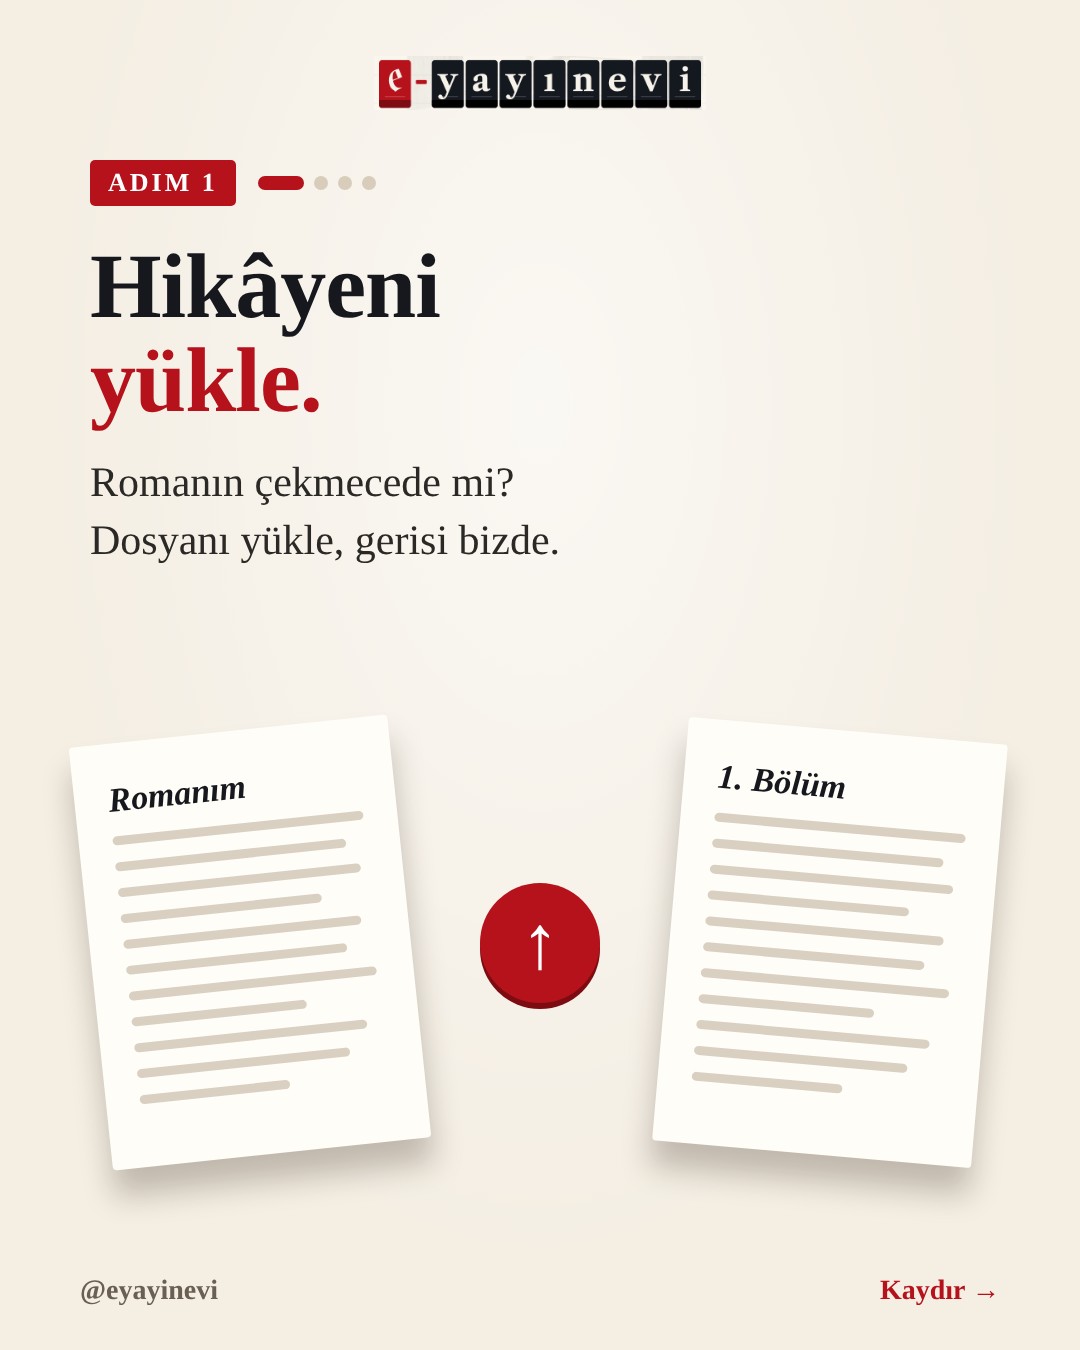 e-yayınevi
ADIM 1
Hikâyeni
yükle.
Romanın çekmecede mi?
Dosyanı yükle, gerisi bizde.
Romanım
1. Bölüm
↑
@eyayinevi
Kaydır →